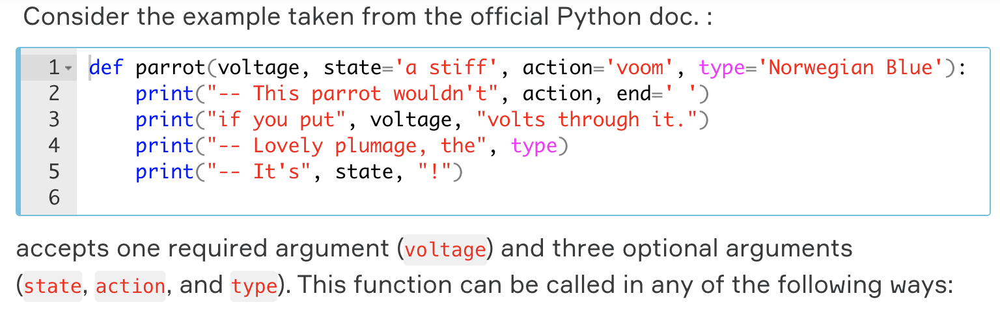 Consider the example taken from the official Python doc. :
1 def parrot(voltage, state='a stiff', action='voom', type='Norwegian Blue'):
2     print("-- This parrot wouldn't", action, end=' ')
3     print("if you put", voltage, "volts through it.")
4     print("-- Lovely plumage, the", type)
5     print("-- It's", state, "!")
6
accepts one required argument (voltage) and three optional arguments
(state, action, and type). This function can be called in any of the following ways: